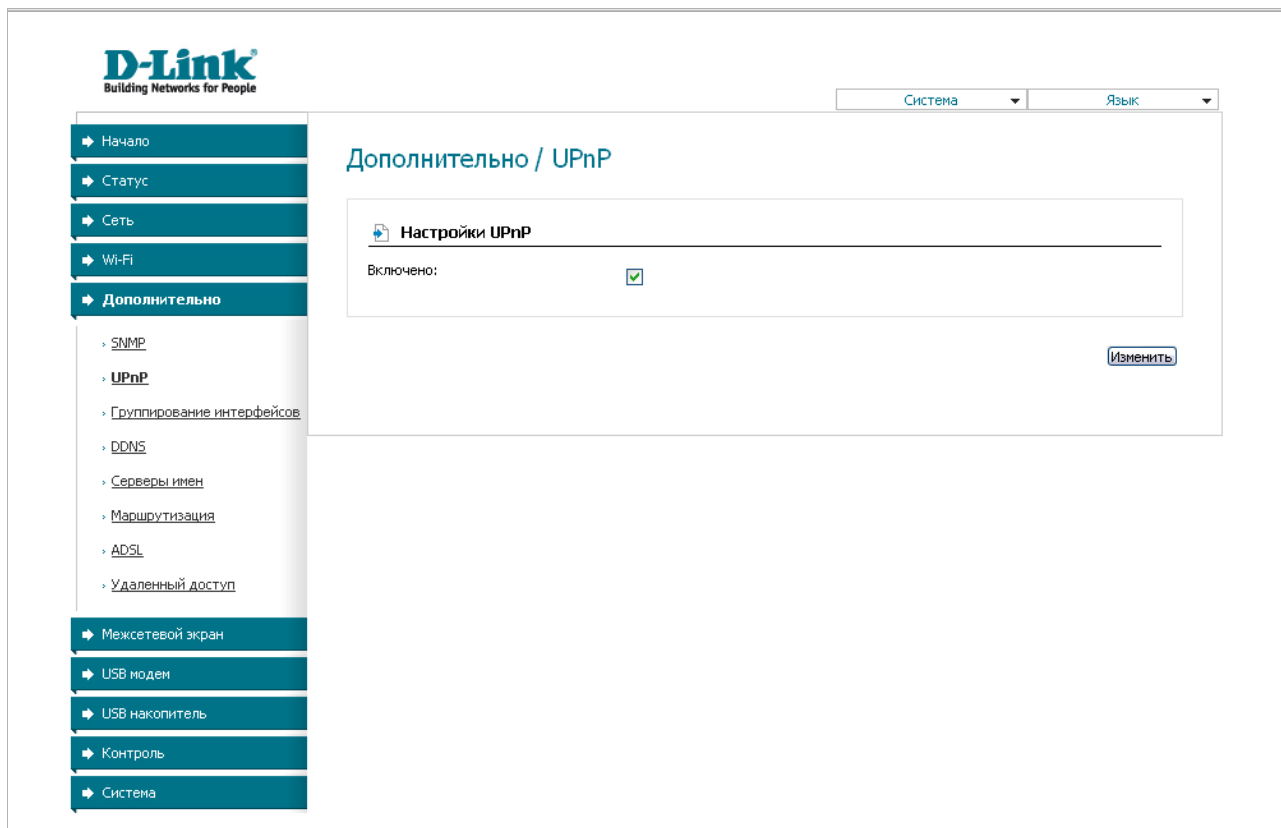 D-Link®
Building Networks for People
Система
Язык
Начало
Статус
Сеть
Wi-Fi
Дополнительно
SNMP
UPnP
Группирование интерфейсов
DDNS
Серверы имен
Маршрутизация
ADSL
Удаленный доступ
Межсетевой экран
USB модем
USB накопитель
Контроль
Система
Дополнительно / UPnP
Настройки UPnP
Включено:
Изменить